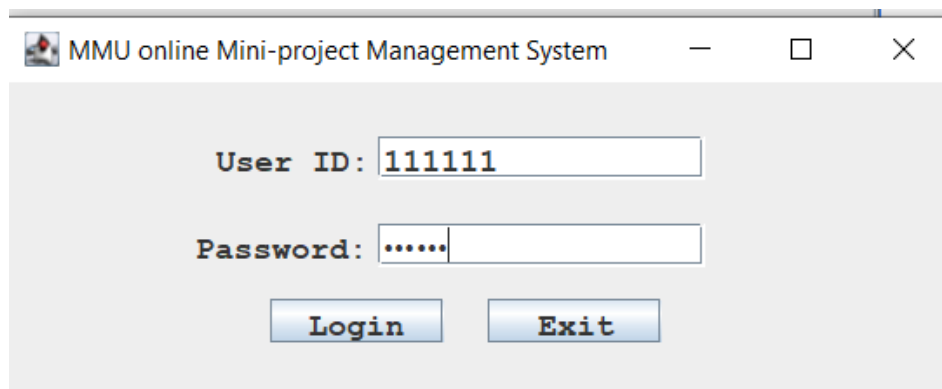 MMU online Mini-project Management System
User ID: 111111
Password: ••••••
Login Exit